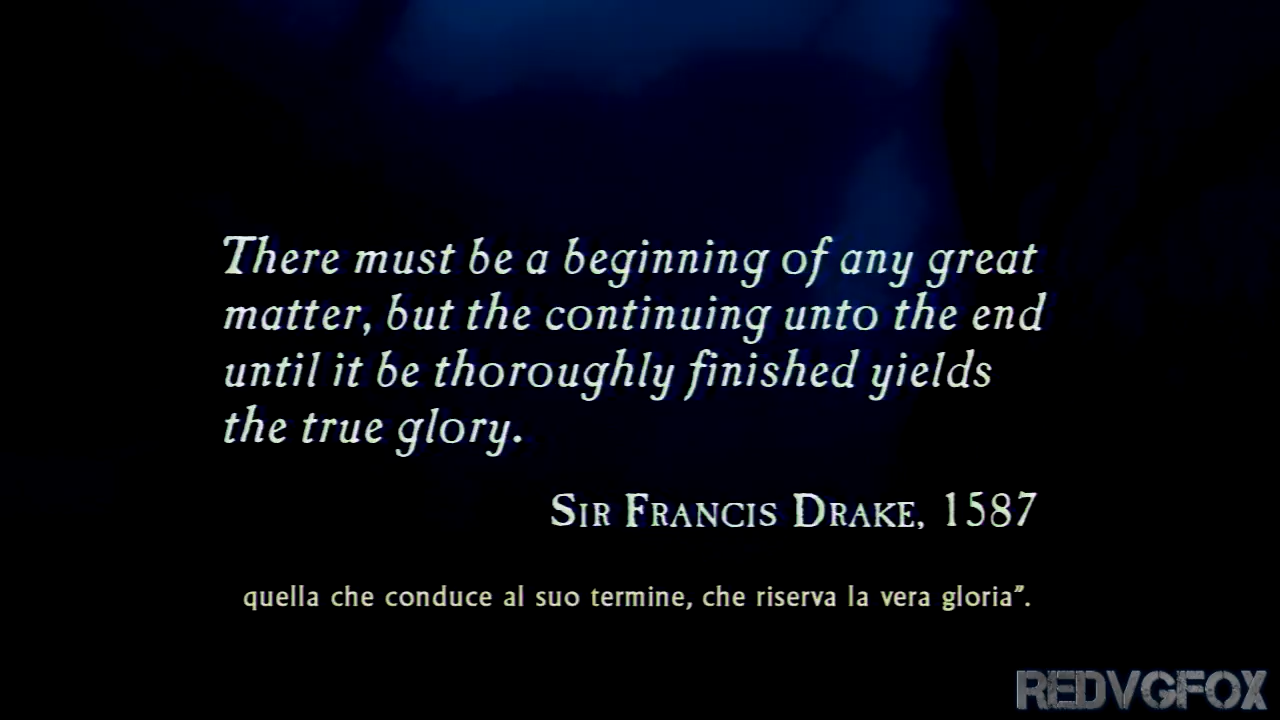 There must be a beginning of any great
matter, but the continuing unto the end
until it be thoroughly finished yields
the true glory.
Sir Francis Drake, 1587
quella che conduce al suo termine, che riserva la vera gloria”.
REDVGFOX